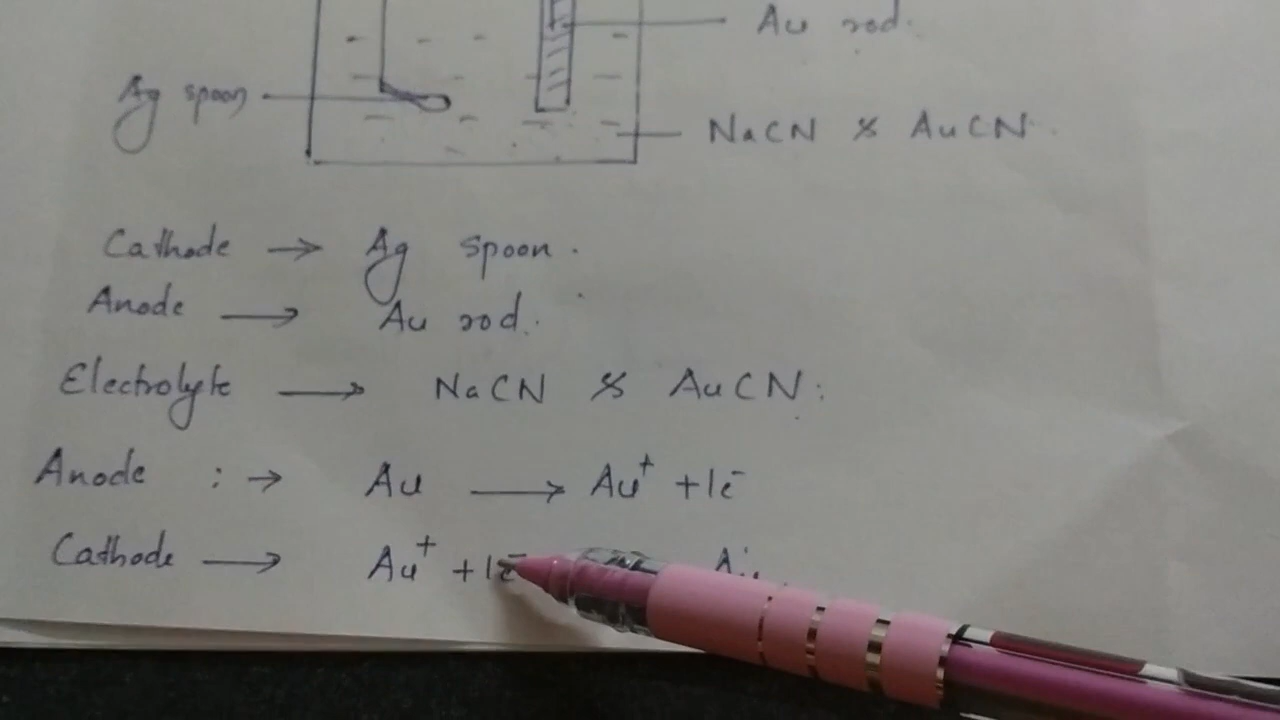 Au rod.
Ag spoon
NaCN & AuCN.
Cathode → Ag spoon.
Anode → Au rod.
Electrolyte → NaCN & AuCN.
Anode : → Au → Au⁺ + 1e⁻
Cathode → Au⁺ + 1e⁻ Au.